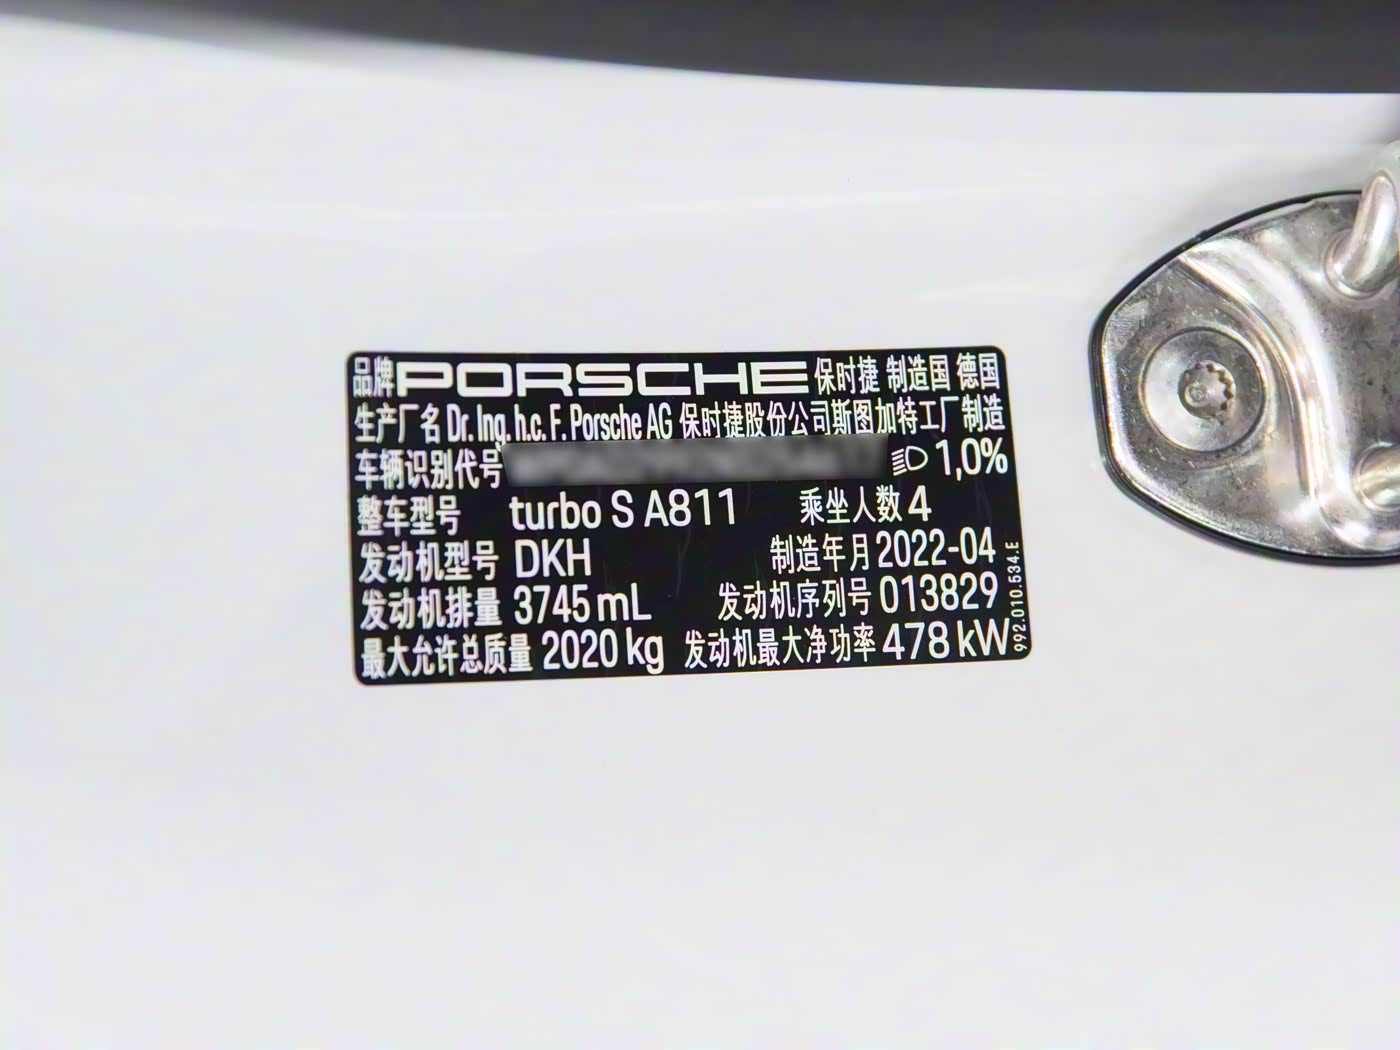 品牌 PORSCHE 保时捷 制造国 德国
生产厂名 Dr. Ing. h.c. F. Porsche AG 保时捷股份公司斯图加特工厂 制造
车辆识别代号 1,0%
整车型号 turbo S A811 乘坐人数 4
发动机型号 DKH 制造年月 2022-04
发动机排量 3745 mL 发动机序列号 013829
最大允许总质量 2020 kg 发动机最大净功率 478 kW
992.010.534.E